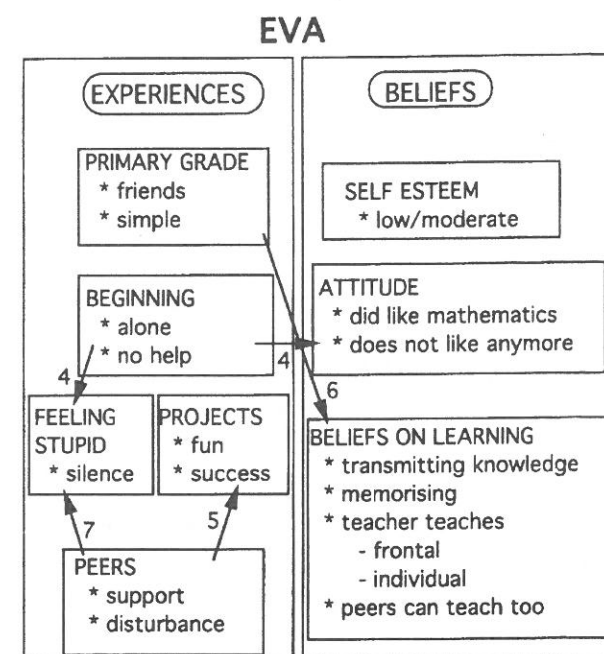 EVA
EXPERIENCES
PRIMARY GRADE
* friends
* simple
BEGINNING
* alone
* no help
4
4
FEELING
STUPID
* silence
PROJECTS
* fun
* success
7
5
PEERS
* support
* disturbance
BELIEFS
SELF ESTEEM
* low/moderate
ATTITUDE
* did like mathematics
* does not like anymore
6
BELIEFS ON LEARNING
* transmitting knowledge
* memorising
* teacher teaches
- frontal
- individual
* peers can teach too